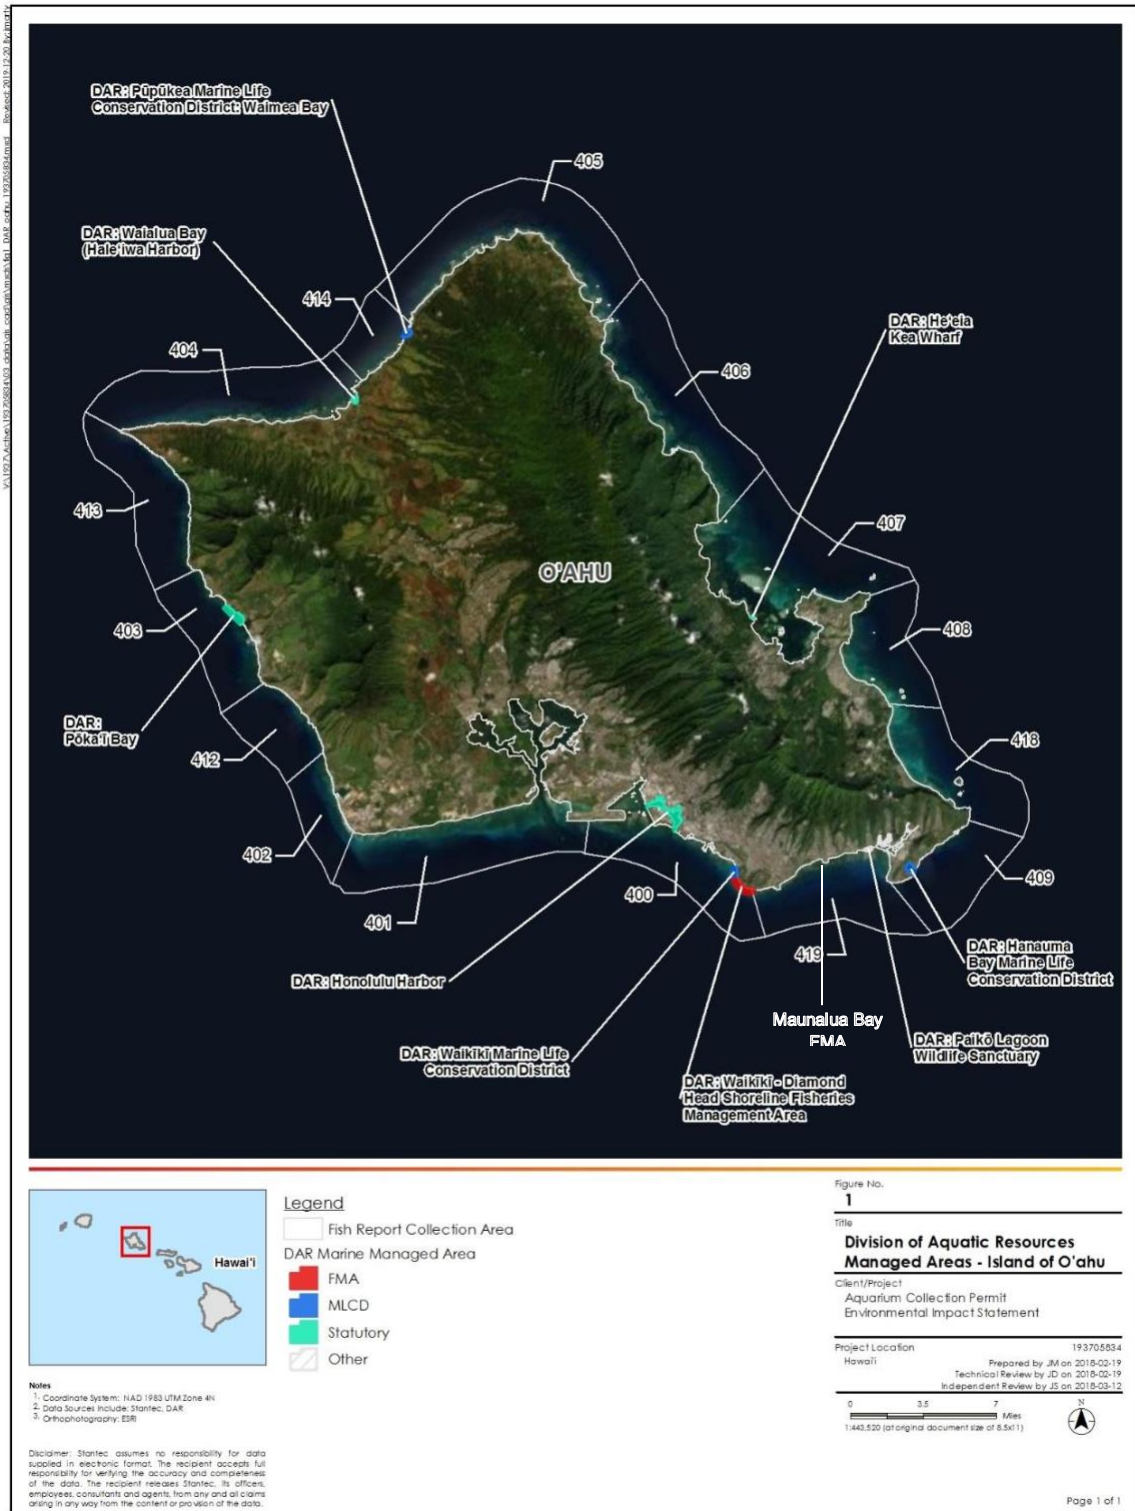 DAR: Pūpūkea Marine Life
Conservation District: Waimea Bay
405
DAR: Waialua Bay
(Hale'iwa Harbor)
414
404
DAR: He'eia
Kea Wharf
406
413
407
O'AHU
403
408
DAR:
Pōka'ī Bay
412
418
402
409
400
401
419
DAR: Hanauma
Bay Marine Life
Conservation District
DAR: Honolulu Harbor
Maunalua Bay
FMA
DAR: Paikō Lagoon
Wildlife Sanctuary
DAR: Waikīkī Marine Life
Conservation District
DAR: Waikīkī - Diamond
Head Shoreline Fisheries
Management Area
Hawai'i
Legend
Fish Report Collection Area
DAR Marine Managed Area
FMA
MLCD
Statutory
Other
Notes
1. Coordinate System: NAD 1983 UTM Zone 4N
2. Data Sources Include: Stantec, DAR
3. Orthophotography: ESRI
Disclaimer: Stantec assumes no responsibility for data
supplied in electronic format. The recipient accepts full
responsibility for verifying the accuracy and completeness
of the data. The recipient releases Stantec, its officers,
employees, consultants and agents, from any and all claims
arising in any way from the content or provision of the data.
Figure No.
1
Title
Division of Aquatic Resources
Managed Areas - Island of O'ahu
Client/Project
Aquarium Collection Permit
Environmental Impact Statement
Project Location 193705834
Hawai'i Prepared by JM on 2018-02-19
Technical Review by JD on 2018-02-19
Independent Review by JS on 2018-03-12
0 3.5 7
Miles
1:443,520 (at original document size of 8.5x11)
N
Page 1 of 1